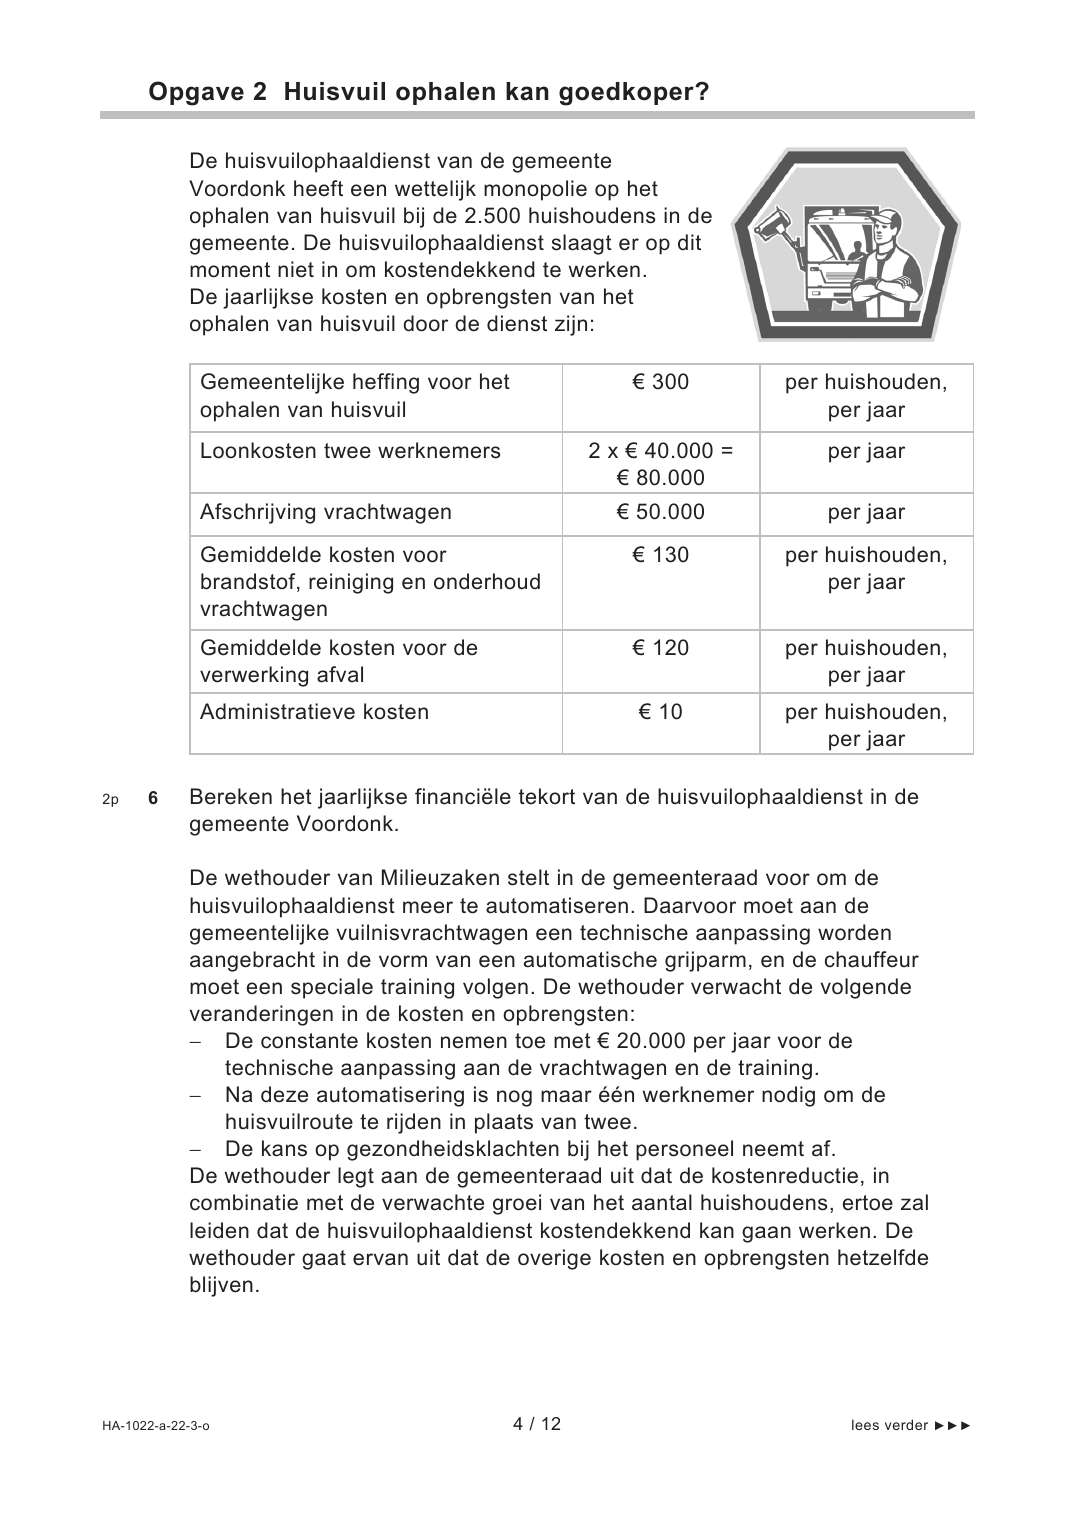 Opgave 2 Huisvuil ophalen kan goedkoper?
De huisvuilophaaldienst van de gemeente
Voordonk heeft een wettelijk monopolie op het
ophalen van huisvuil bij de 2.500 huishoudens in de
gemeente. De huisvuilophaaldienst slaagt er op dit
moment niet in om kostendekkend te werken.
De jaarlijkse kosten en opbrengsten van het
ophalen van huisvuil door de dienst zijn:
Gemeentelijke heffing voor het € 300 per huishouden,
ophalen van huisvuil per jaar
Loonkosten twee werknemers 2 x € 40.000 = per jaar
€ 80.000
Afschrijving vrachtwagen € 50.000 per jaar
Gemiddelde kosten voor € 130 per huishouden,
brandstof, reiniging en onderhoud per jaar
vrachtwagen
Gemiddelde kosten voor de € 120 per huishouden,
verwerking afval per jaar
Administratieve kosten € 10 per huishouden,
per jaar
2p 6 Bereken het jaarlijkse financiële tekort van de huisvuilophaaldienst in de
gemeente Voordonk.
De wethouder van Milieuzaken stelt in de gemeenteraad voor om de
huisvuilophaaldienst meer te automatiseren. Daarvoor moet aan de
gemeentelijke vuilnisvrachtwagen een technische aanpassing worden
aangebracht in de vorm van een automatische grijparm, en de chauffeur
moet een speciale training volgen. De wethouder verwacht de volgende
veranderingen in de kosten en opbrengsten:
– De constante kosten nemen toe met € 20.000 per jaar voor de
technische aanpassing aan de vrachtwagen en de training.
– Na deze automatisering is nog maar één werknemer nodig om de
huisvuilroute te rijden in plaats van twee.
– De kans op gezondheidsklachten bij het personeel neemt af.
De wethouder legt aan de gemeenteraad uit dat de kostenreductie, in
combinatie met de verwachte groei van het aantal huishoudens, ertoe zal
leiden dat de huisvuilophaaldienst kostendekkend kan gaan werken. De
wethouder gaat ervan uit dat de overige kosten en opbrengsten hetzelfde
blijven.
HA-1022-a-22-3-o 4 / 12 lees verder ►►►